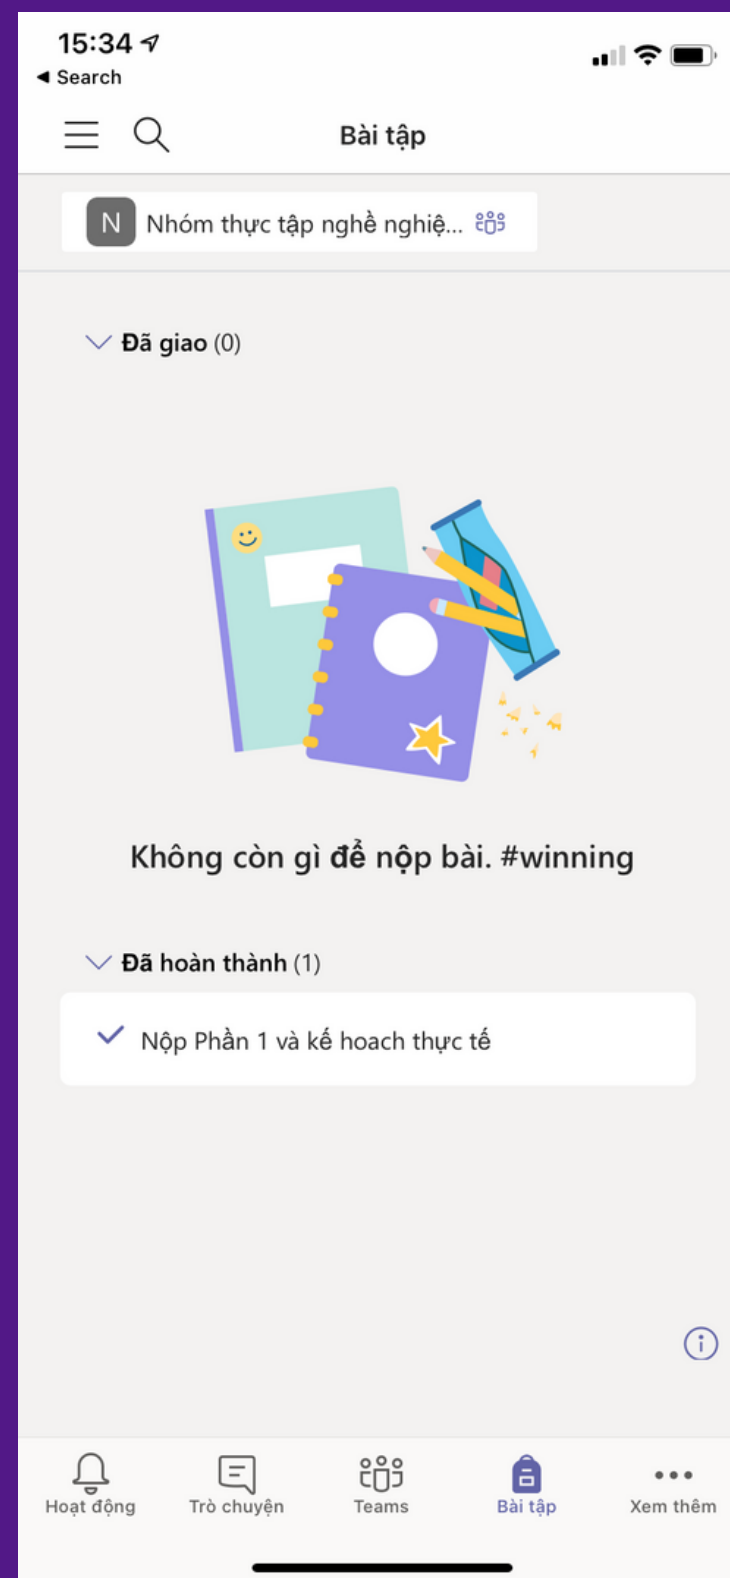 15:34
Search
Bài tập
N Nhóm thực tập nghề nghiệ...
Đã giao (0)
Không còn gì để nộp bài. #winning
Đã hoàn thành (1)
Nộp Phần 1 và kế hoach thực tế
Hoạt động Trò chuyện Teams Bài tập Xem thêm